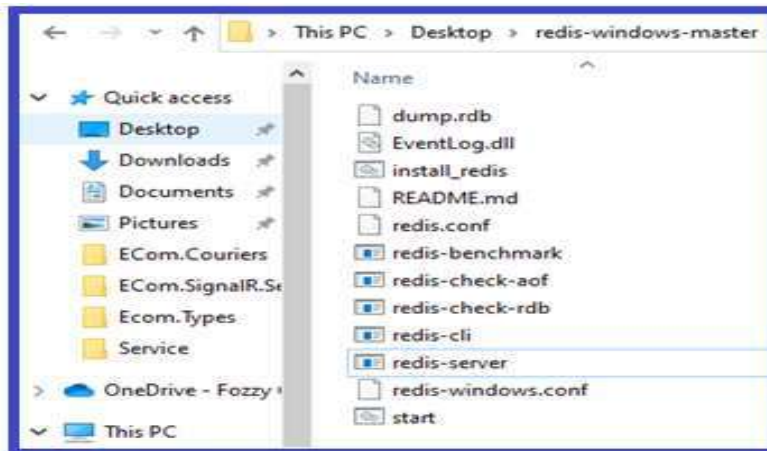 This PC > Desktop > redis-windows-master
Quick access
Desktop
Downloads
Documents
Pictures
ECom.Couriers
ECom.SignalR.Se
Ecom.Types
Service
OneDrive - Fozzy
This PC
Name
dump.rdb
EventLog.dll
install_redis
README.md
redis.conf
redis-benchmark
redis-check-aof
redis-check-rdb
redis-cli
redis-server
redis-windows.conf
start